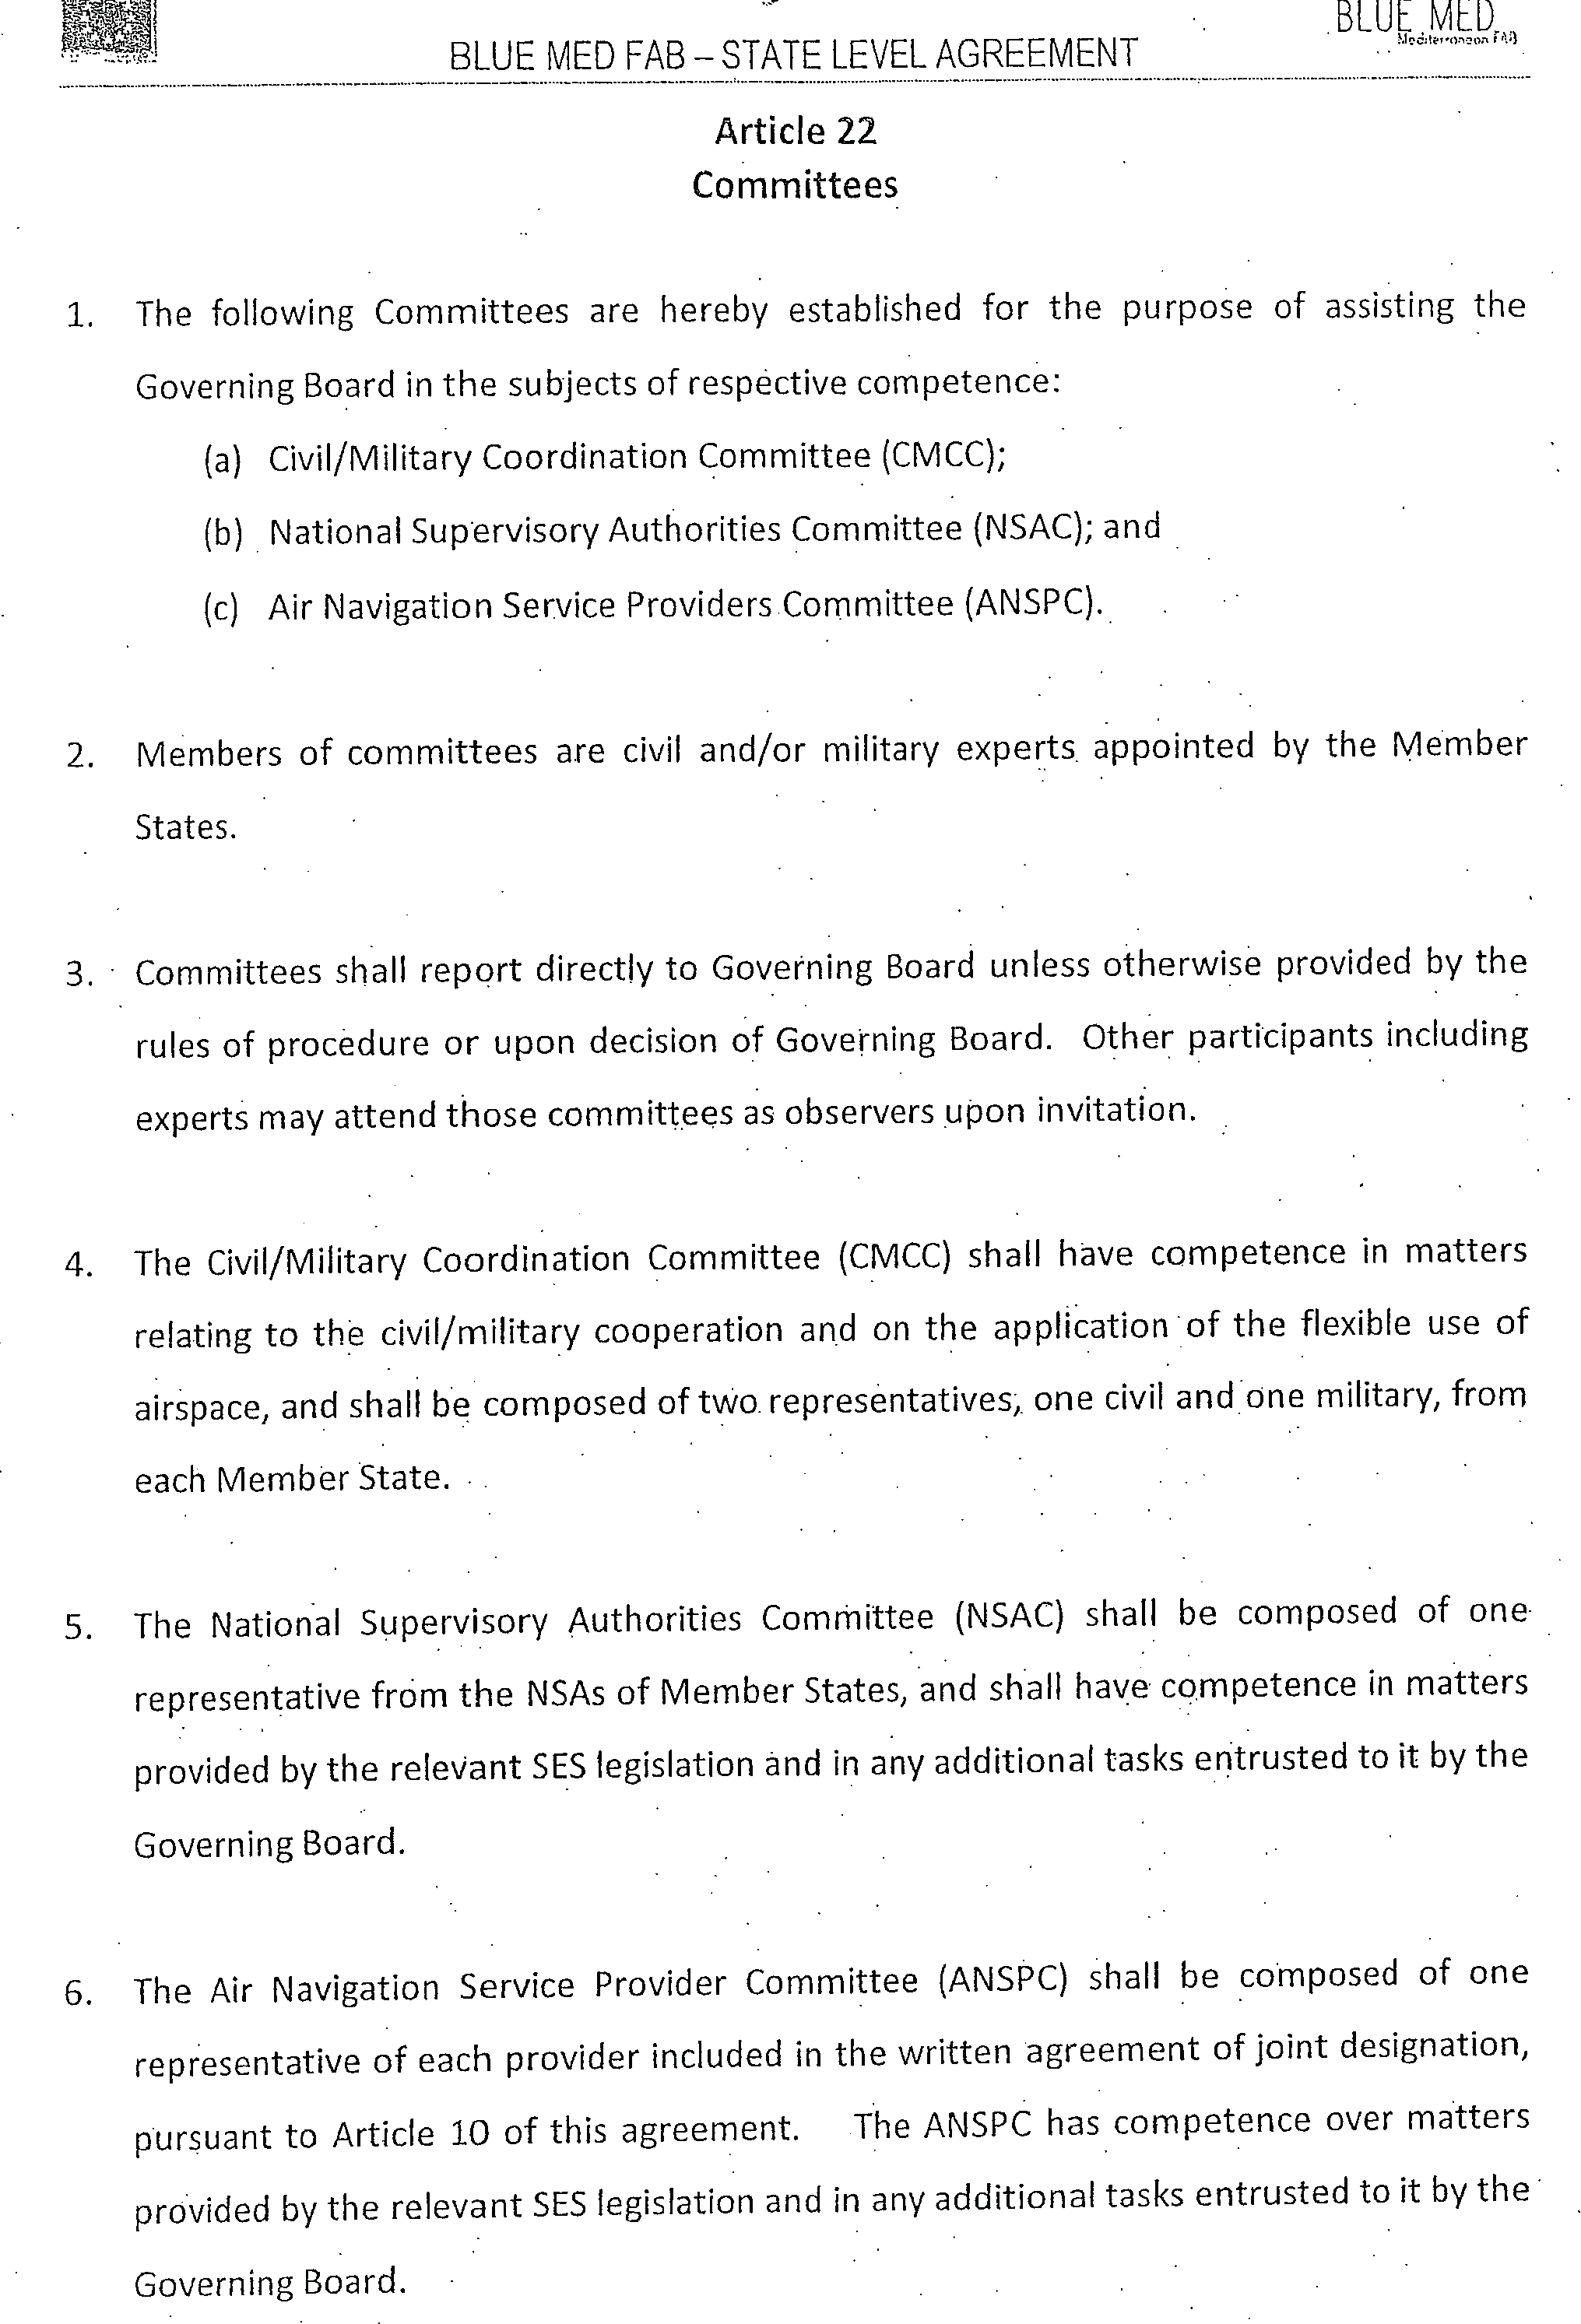 BLUE MED
Mediterranean FAB
BLUE MED FAB – STATE LEVEL AGREEMENT
Article 22
Committees
1. The following Committees are hereby established for the purpose of assisting the
Governing Board in the subjects of respective competence:
(a) Civil/Military Coordination Committee (CMCC);
(b) National Supervisory Authorities Committee (NSAC); and
(c) Air Navigation Service Providers Committee (ANSPC).
2. Members of committees are civil and/or military experts appointed by the Member
States.
3. Committees shall report directly to Governing Board unless otherwise provided by the
rules of procedure or upon decision of Governing Board. Other participants including
experts may attend those committees as observers upon invitation.
4. The Civil/Military Coordination Committee (CMCC) shall have competence in matters
relating to the civil/military cooperation and on the application of the flexible use of
airspace, and shall be composed of two representatives, one civil and one military, from
each Member State.
5. The National Supervisory Authorities Committee (NSAC) shall be composed of one
representative from the NSAs of Member States, and shall have competence in matters
provided by the relevant SES legislation and in any additional tasks entrusted to it by the
Governing Board.
6. The Air Navigation Service Provider Committee (ANSPC) shall be composed of one
representative of each provider included in the written agreement of joint designation,
pursuant to Article 10 of this agreement. The ANSPC has competence over matters
provided by the relevant SES legislation and in any additional tasks entrusted to it by the
Governing Board.